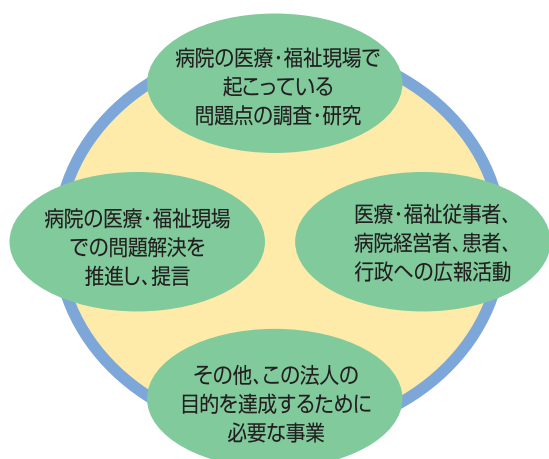 病院の医療・福祉現場で
起こっている
問題点の調査・研究
病院の医療・福祉現場
での問題解決を
推進し、提言
医療・福祉従事者、
病院経営者、患者、
行政への広報活動
その他、この法人の
目的を達成するために
必要な事業